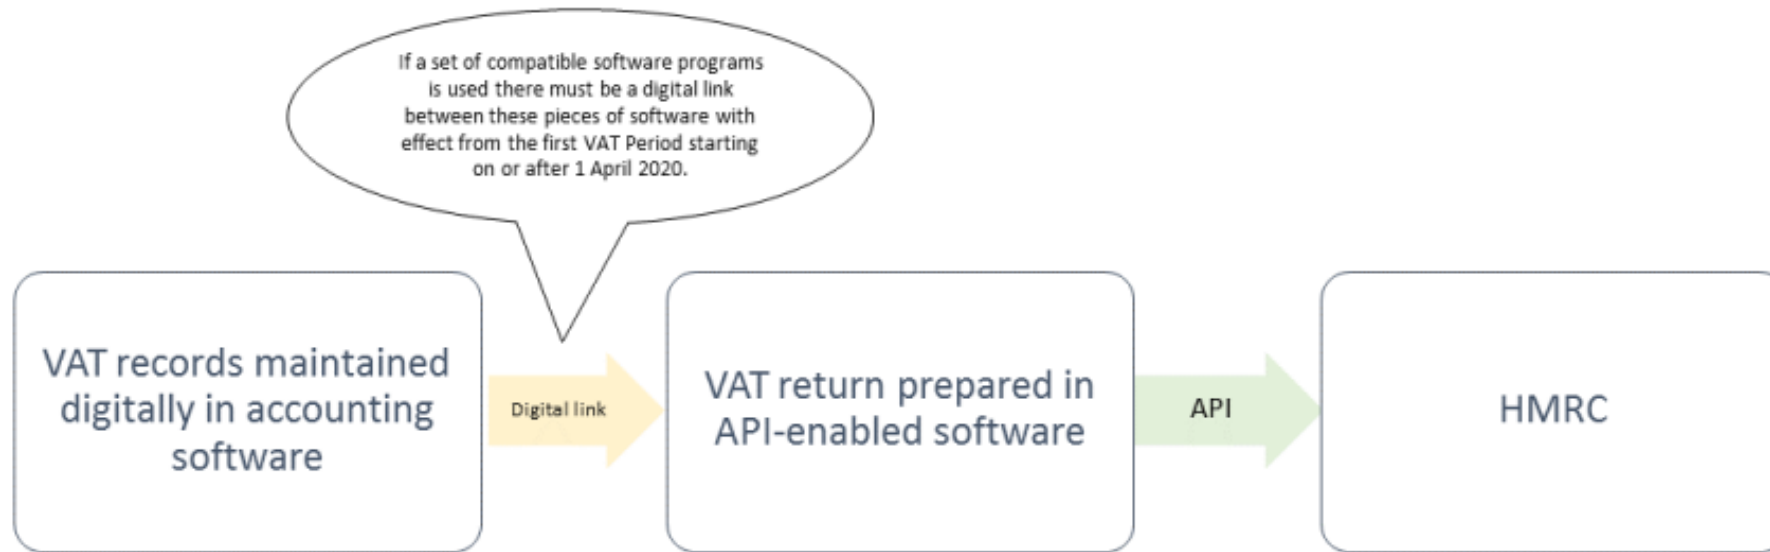 If a set of compatible software programs
is used there must be a digital link
between these pieces of software with
effect from the first VAT Period starting
on or after 1 April 2020.
VAT records maintained
digitally in accounting
software
Digital link
VAT return prepared in
API-enabled software
API
HMRC